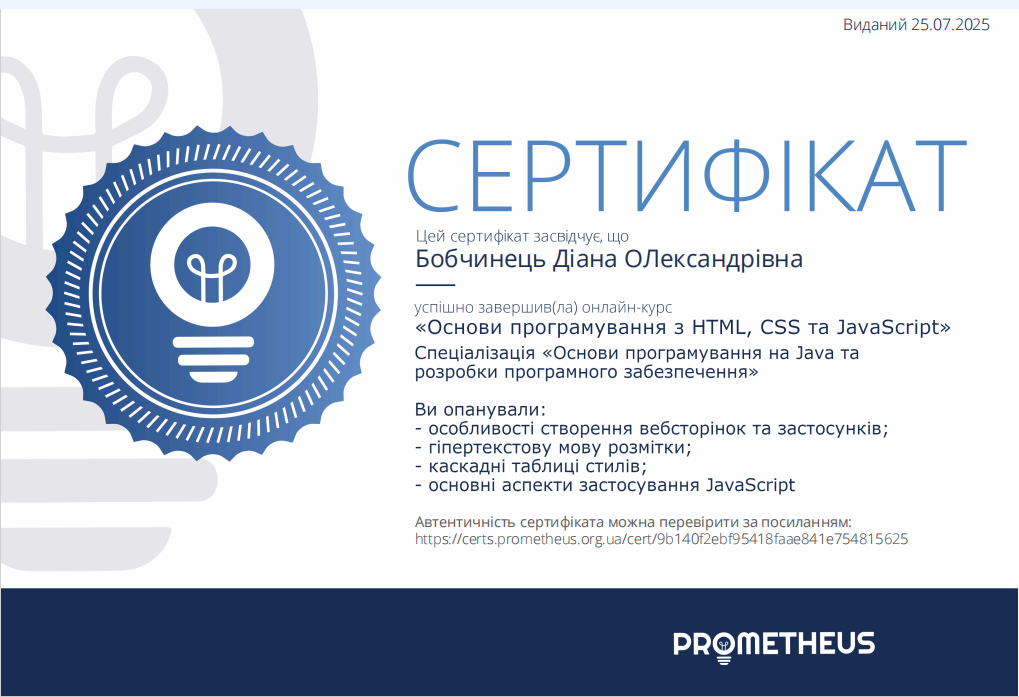 Виданий 25.07.2025
СЕРТИФІКАТ
Цей сертифікат засвідчує, що
Бобчинець Діана ОЛександрівна
успішно завершив(ла) онлайн-курс
«Основи програмування з HTML, CSS та JavaScript»
Спеціалізація «Основи програмування на Java та
розробки програмного забезпечення»
Ви опанували:
- особливості створення вебсторінок та застосунків;
- гіпертекстову мову розмітки;
- каскадні таблиці стилів;
- основні аспекти застосування JavaScript
Автентичність сертифіката можна перевірити за посиланням:
https://certs.prometheus.org.ua/cert/9b140f2ebf95418faae841e754815625
PROMETHEUS